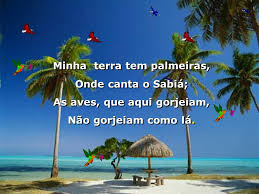 Minha terra tem palmeiras,
Onde canta o Sabiá;
As aves, que aqui gorjeiam,
Não gorjeiam como lá.